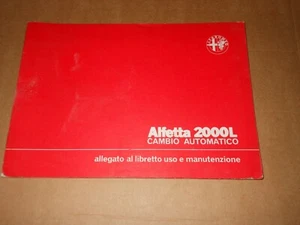 Alfetta 2000L
CAMBIO AUTOMATICO
allegato al libretto uso e manutenzione